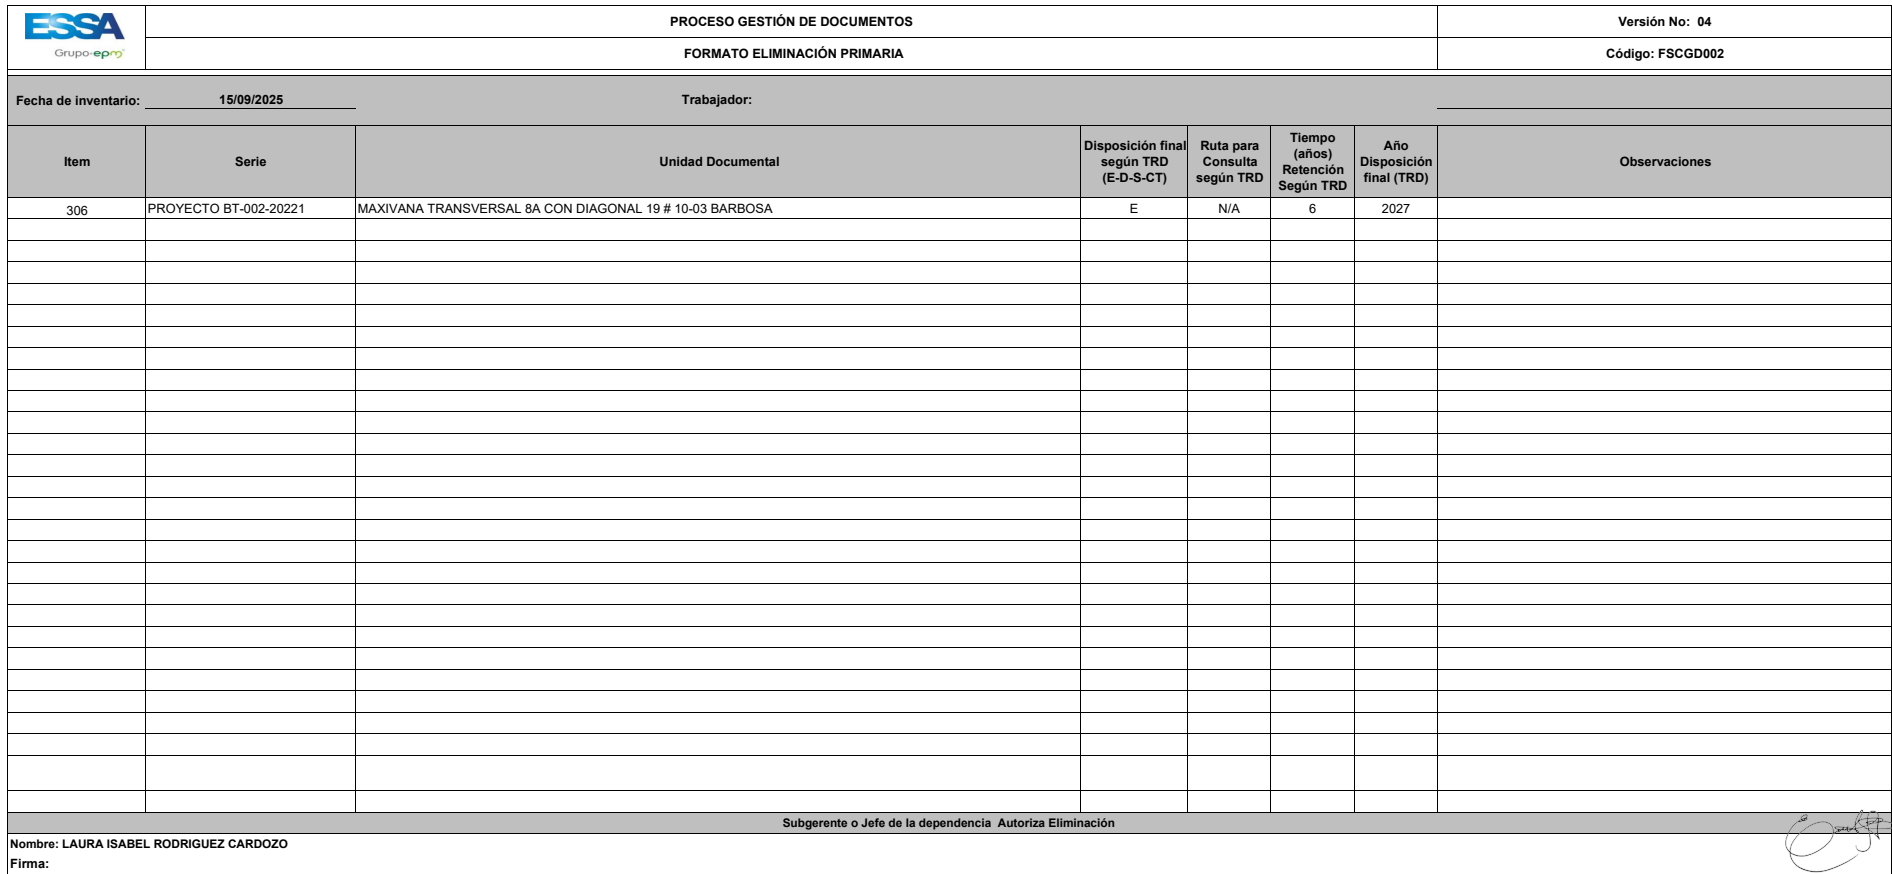 ESSA
Grupo·epm
PROCESO GESTIÓN DE DOCUMENTOS
Versión No: 04
FORMATO ELIMINACIÓN PRIMARIA
Código: FSCGD002
Fecha de inventario: 15/09/2025 Trabajador:
Item Serie Unidad Documental Disposición final según TRD (E-D-S-CT) Ruta para Consulta según TRD Tiempo (años) Retención Según TRD Año Disposición final (TRD) Observaciones
306 PROYECTO BT-002-20221 MAXIVANA TRANSVERSAL 8A CON DIAGONAL 19 # 10-03 BARBOSA E N/A 6 2027
Subgerente o Jefe de la dependencia Autoriza Eliminación
Nombre: LAURA ISABEL RODRIGUEZ CARDOZO
Firma: